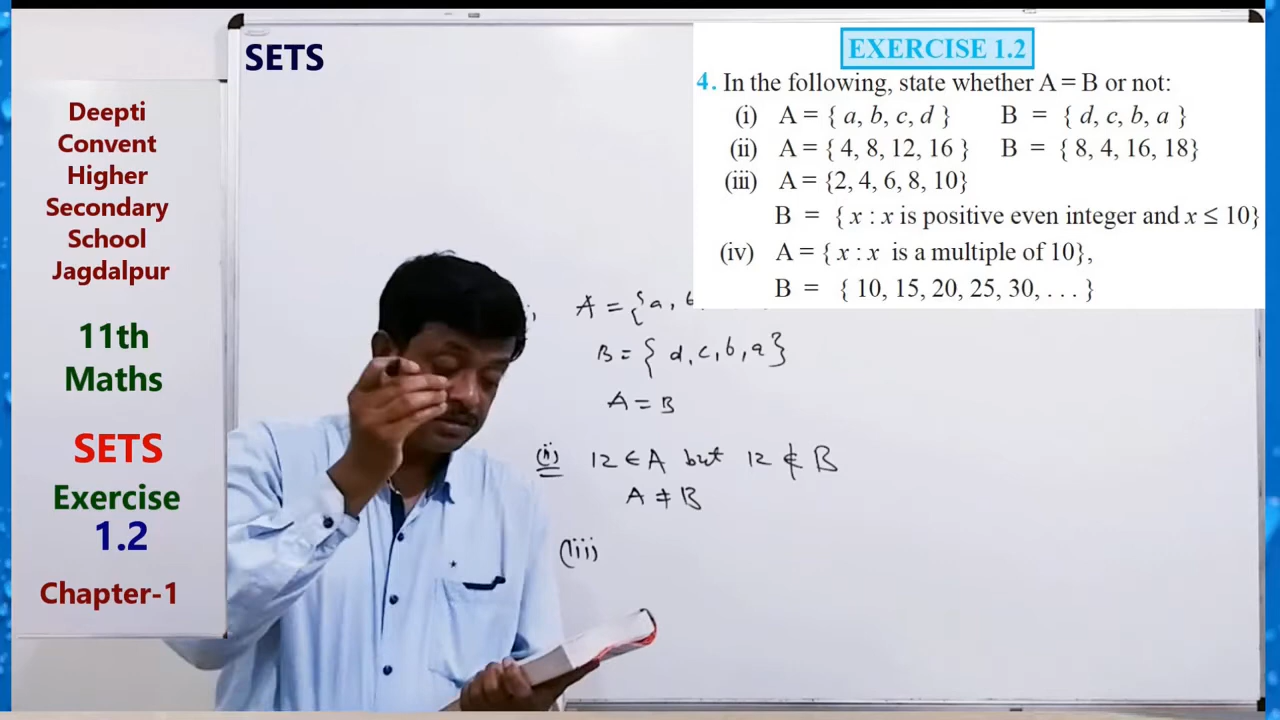 SETS
Deepti
Convent
Higher
Secondary
School
Jagdalpur
11th
Maths
SETS
Exercise
1.2
Chapter-1
EXERCISE 1.2
4. In the following, state whether A = B or not:
(i) A = { a, b, c, d } B = { d, c, b, a }
(ii) A = { 4, 8, 12, 16 } B = { 8, 4, 16, 18}
(iii) A = {2, 4, 6, 8, 10}
B = { x : x is positive even integer and x ≤ 10}
(iv) A = { x : x is a multiple of 10},
B = { 10, 15, 20, 25, 30, . . . }
A = {a,
B = { d, c, b, a }
A = B
(ii) 12 ∈ A but 12 ∉ B
A ≠ B
(iii)